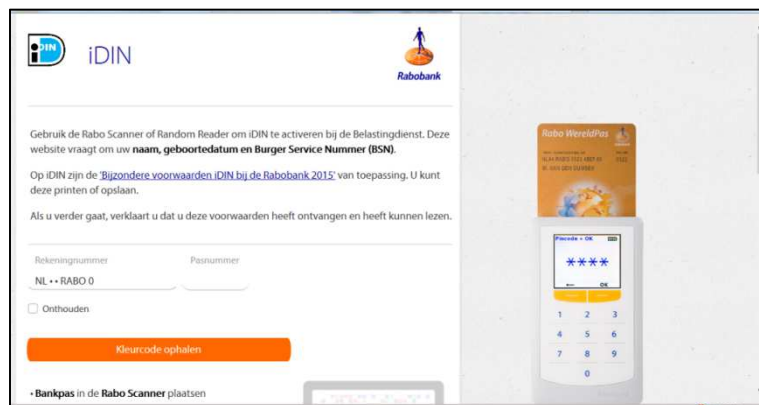 iDIN
iDIN
Rabobank
Gebruik de Rabo Scanner of Random Reader om iDIN te activeren bij de Belastingdienst. Deze
website vraagt om uw naam, geboortedatum en Burger Service Nummer (BSN).
Op iDIN zijn de 'Bijzondere voorwaarden iDIN bij de Rabobank 2015' van toepassing. U kunt
deze printen of opslaan.
Als u verder gaat, verklaart u dat u deze voorwaarden heeft ontvangen en heeft kunnen lezen.
Rekeningnummer Pasnummer
NL •• RABO 0
Onthouden
Kleurcode ophalen
• Bankpas in de Rabo Scanner plaatsen
Rabo WereldPas
Pincode + OK
****
← OK
1 2 3
4 5 6
7 8 9
0